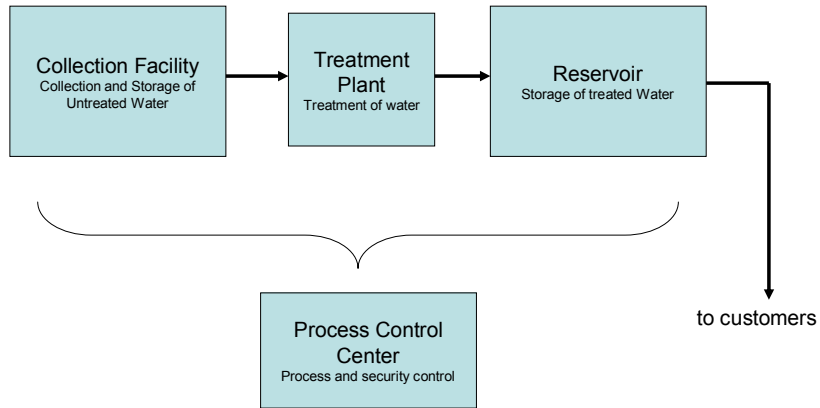 Collection Facility
Collection and Storage of
Untreated Water
Treatment
Plant
Treatment of water
Reservoir
Storage of treated Water
to customers
Process Control
Center
Process and security control